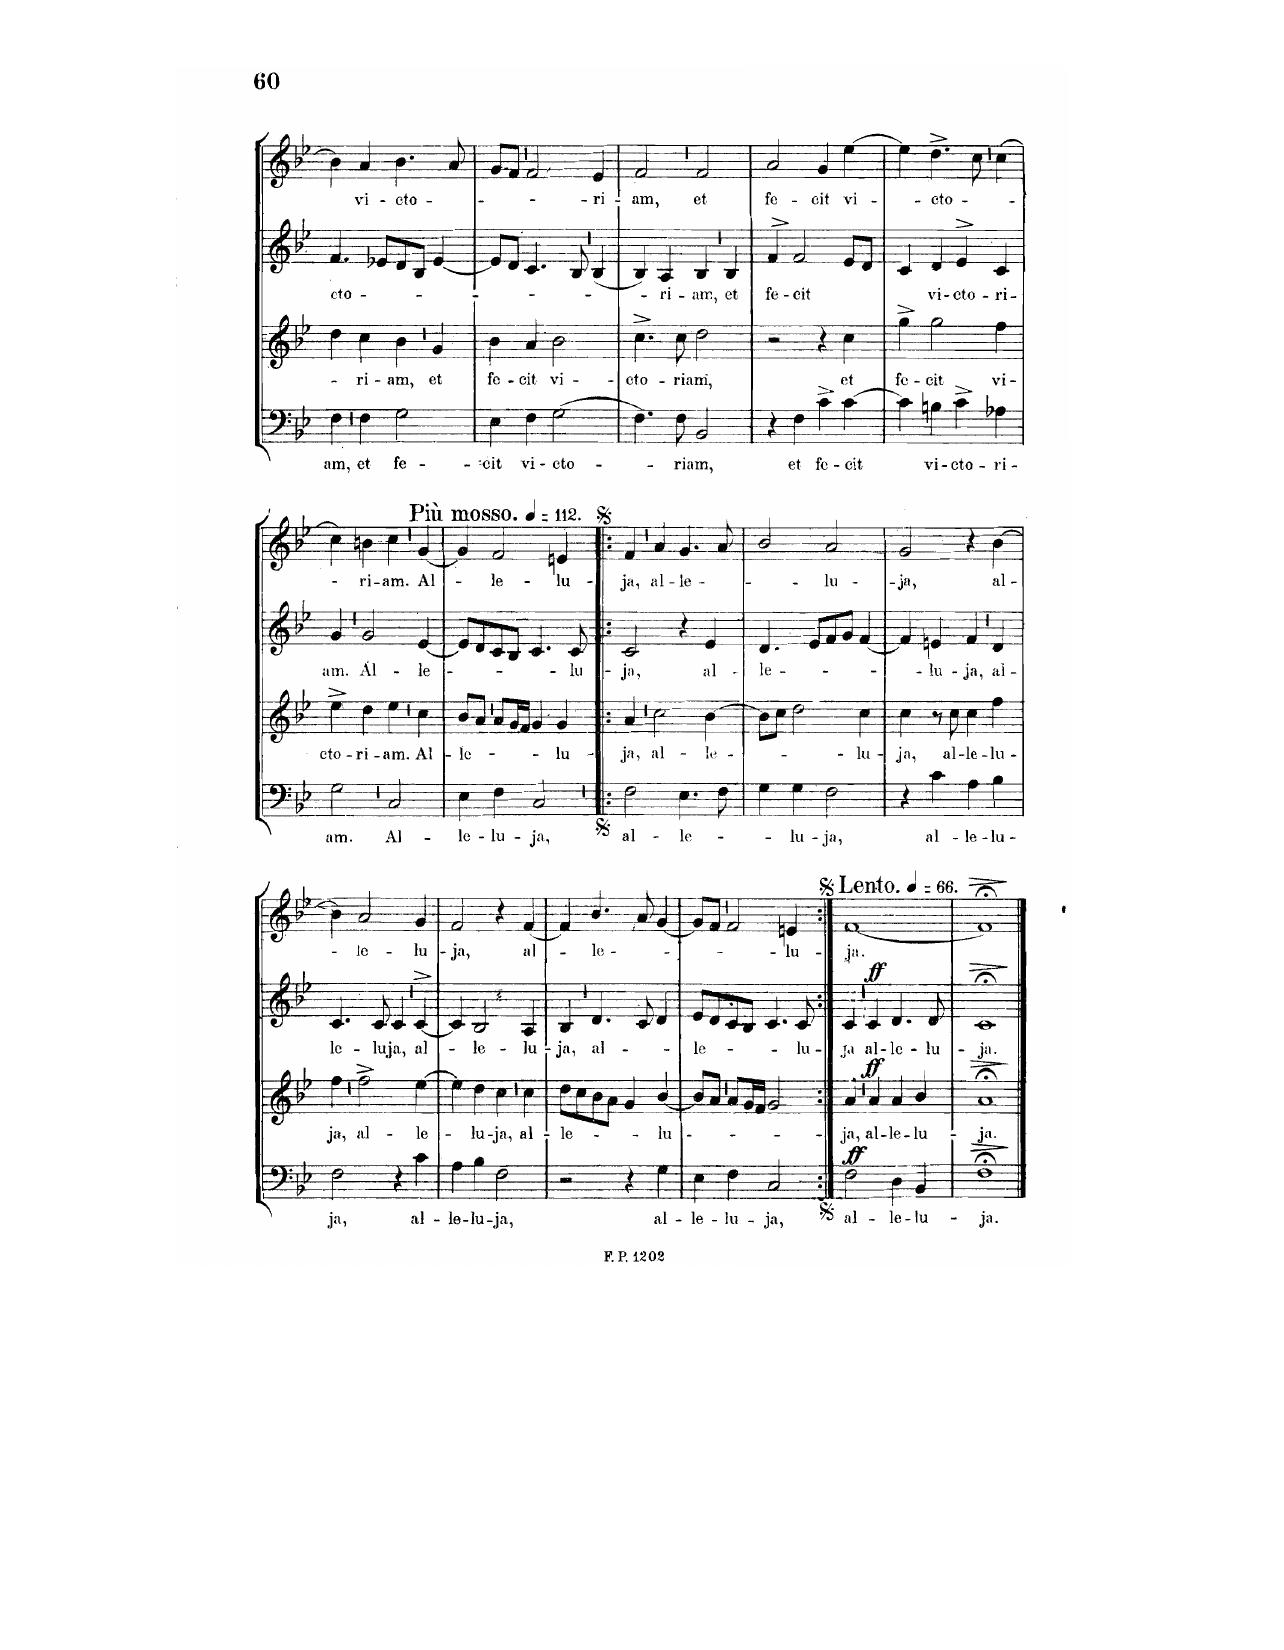 60
vi - cto - - - - ri - am, et fe - cit vi - - cto - -
cto - - - - - - ri - am, et fe - cit vi - cto - ri -
- ri - am, et fe - cit vi - - cto - riam, et fe - cit vi -
am, et fe - - cit vi - cto - - riam, et fe - cit vi - cto - ri -
Più mosso. ♩ = 112.
- ri - am. Al - le - lu - ja, al - le - - - lu - - ja, al -
am. Al - le - - - - lu - ja, al - le - - - - lu - ja, al -
cto - ri - am. Al - le - - - lu - ja, al - le - - - lu - ja, al - le - lu -
am. Al - le - lu - ja, al - le - - lu - ja, al - le - lu -
Lento. ♩ = 66.
- le - lu - ja, al - le - - - - - lu - ja.
ff
le - luja, al - le - lu - ja, al - - le - - - lu - ja al - le - lu - ja.
ff
ja, al - le - lu - ja, al - le - - lu - - - - - ja, al - le - lu - ja.
ff
ja, al - le - lu - ja, al - le - lu - ja, al - le - lu - ja.
F. P. 1202